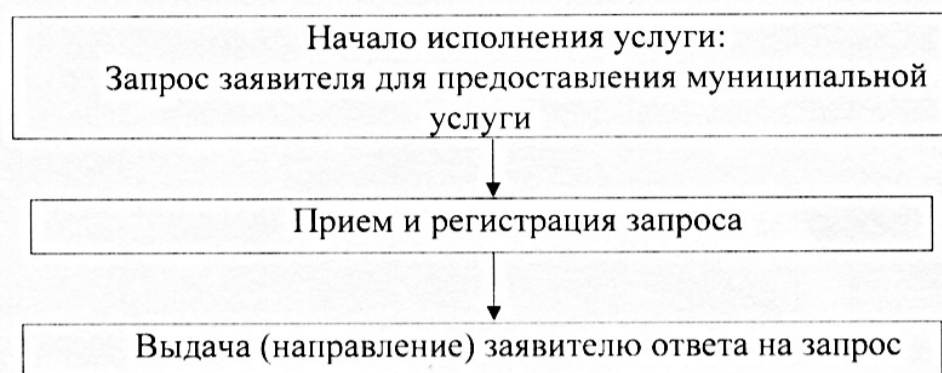 Начало исполнения услуги:
Запрос заявителя для предоставления муниципальной
услуги
Прием и регистрация запроса
Выдача (направление) заявителю ответа на запрос